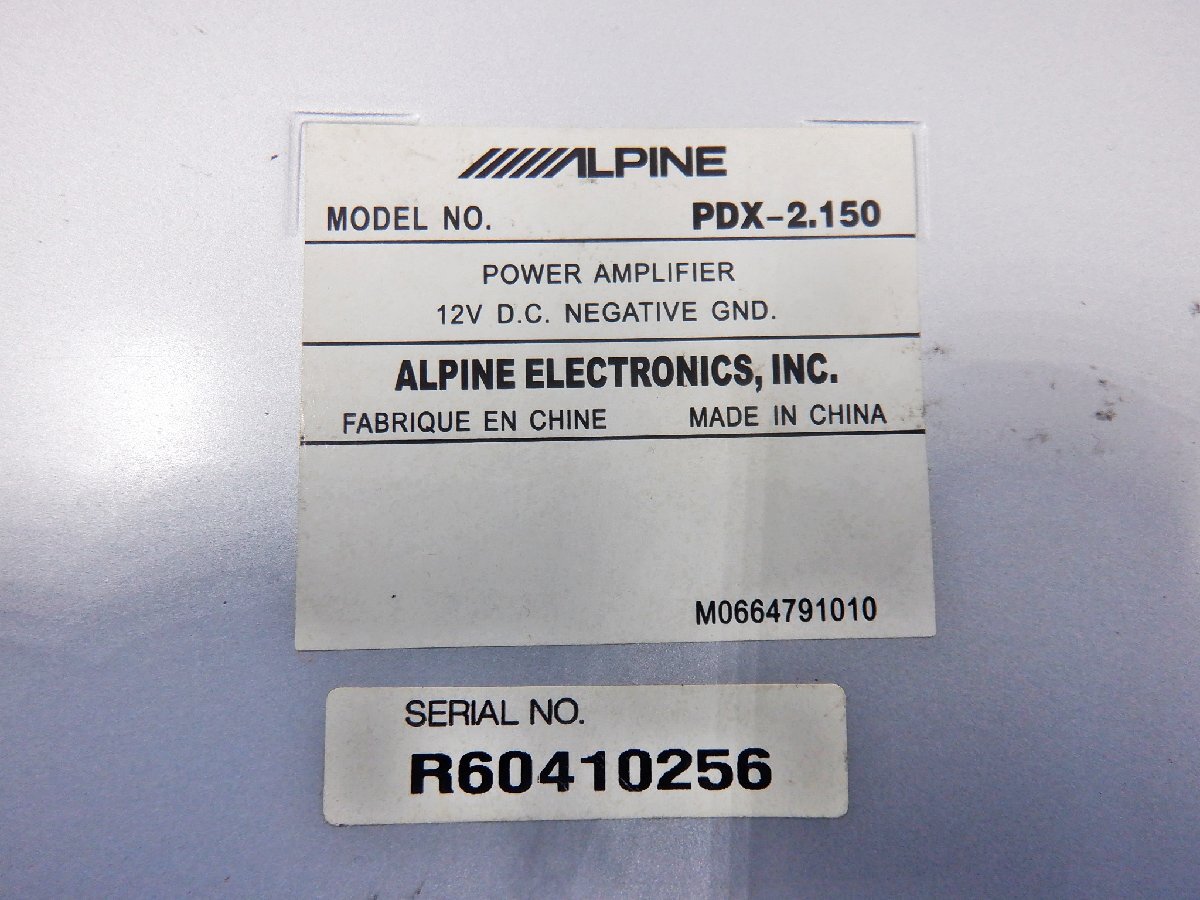 ALPINE
MODEL NO. PDX-2.150
POWER AMPLIFIER
12V D.C. NEGATIVE GND.
ALPINE ELECTRONICS, INC.
FABRIQUE EN CHINE MADE IN CHINA
M0664791010
SERIAL NO.
R60410256